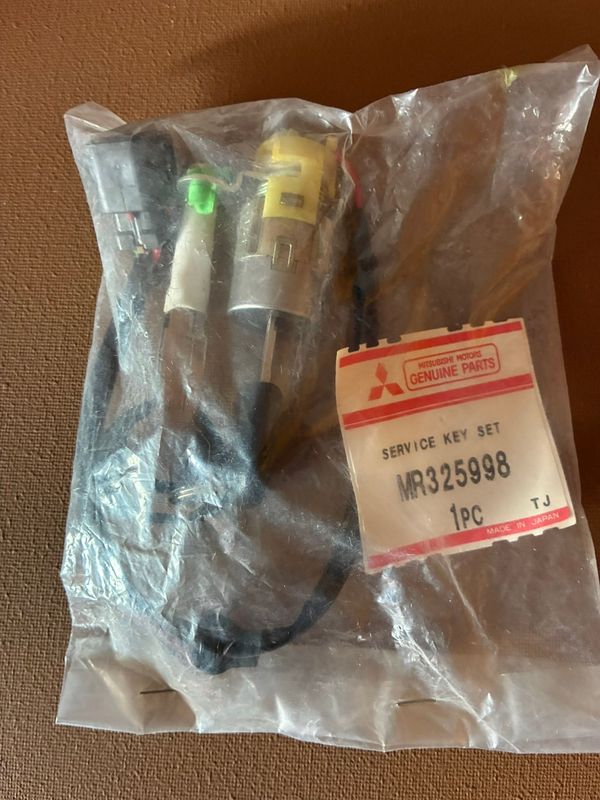 MITSUBISHI MOTORS
GENUINE PARTS
SERVICE KEY SET
MR325998
1PC
TJ
MADE IN JAPAN